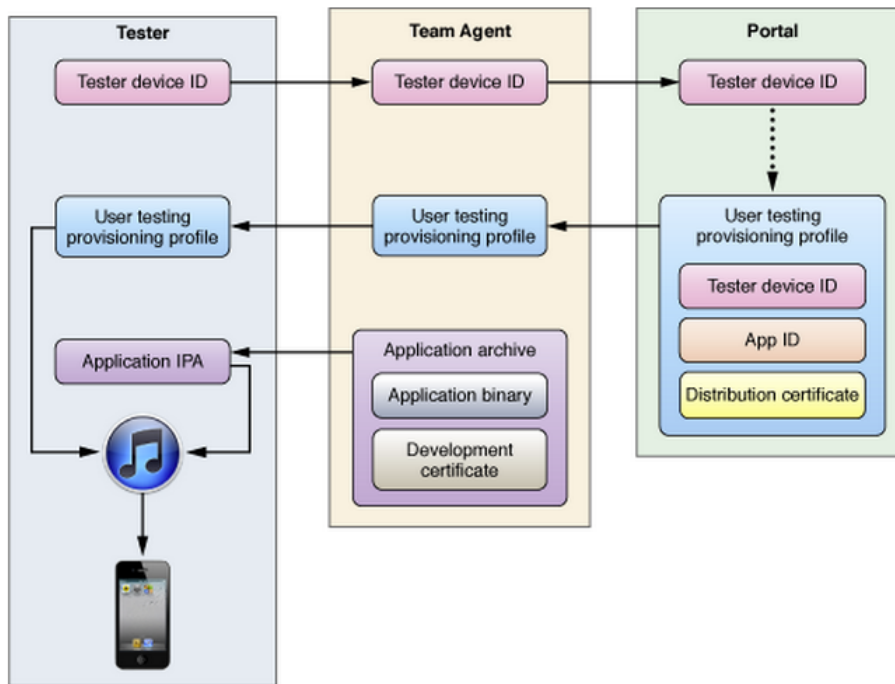 Tester
Team Agent
Portal
Tester device ID
Tester device ID
Tester device ID
User testing
provisioning profile
User testing
provisioning profile
User testing
provisioning profile
Tester device ID
App ID
Distribution certificate
Application IPA
Application archive
Application binary
Development
certificate